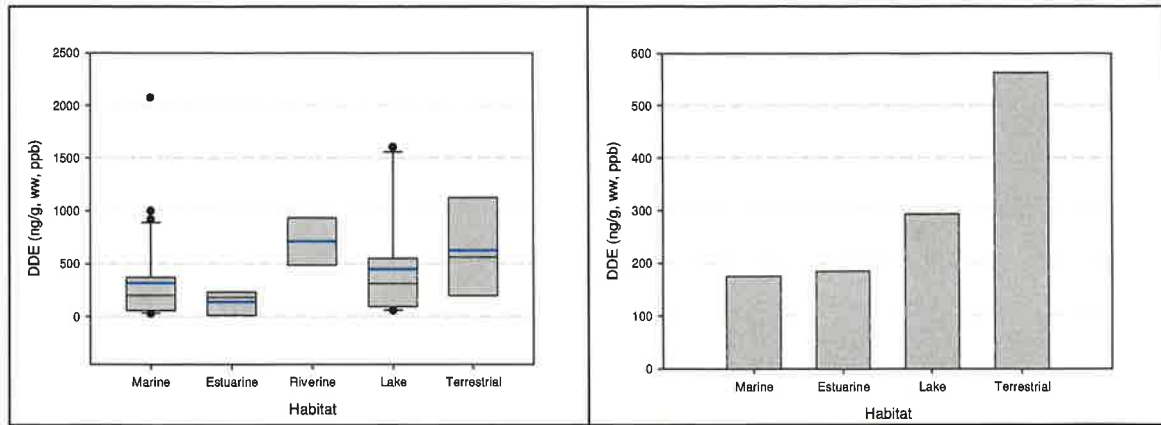 DDE (ng/g, ww, ppb)
2500
2000
1500
1000
500
0
Marine Estuarine Riverine Lake Terrestrial
Habitat
DDE (ng/g, ww, ppb)
600
500
400
300
200
100
0
Marine Estuarine Lake Terrestrial
Habitat